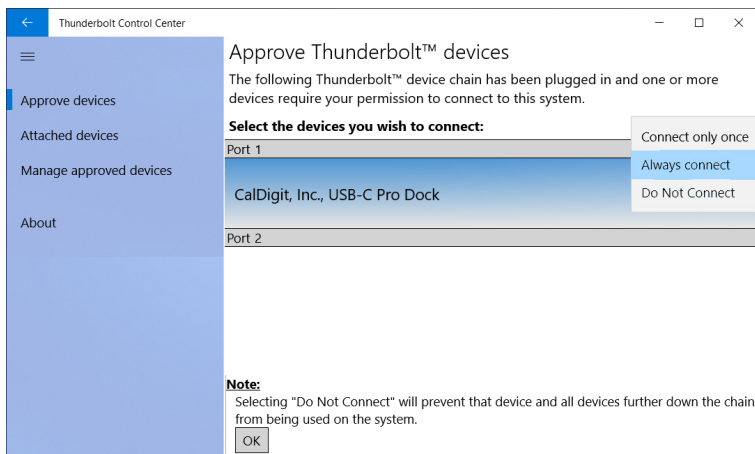 Thunderbolt Control Center
Approve devices
Attached devices
Manage approved devices
About
Approve Thunderbolt™ devices
The following Thunderbolt™ device chain has been plugged in and one or more
devices require your permission to connect to this system.
Select the devices you wish to connect:
Port 1
CalDigit, Inc., USB-C Pro Dock
Connect only once
Always connect
Do Not Connect
Port 2
Note:
Selecting "Do Not Connect" will prevent that device and all devices further down the chain
from being used on the system.
OK